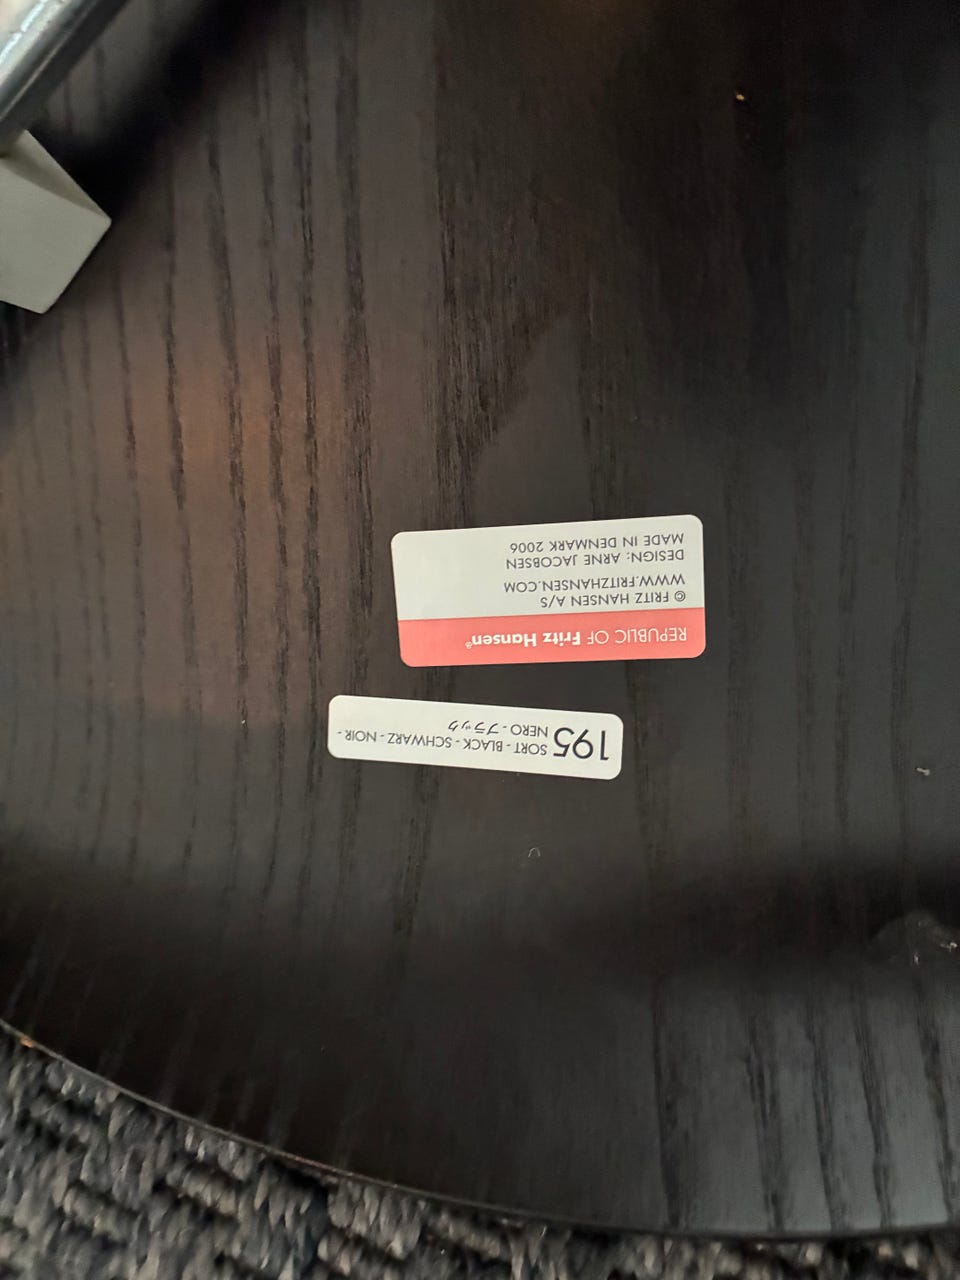 REPUBLIC OF Fritz Hansen®
© FRITZ HANSEN A/S
WWW.FRITZHANSEN.COM
DESIGN: ARNE JACOBSEN
MADE IN DENMARK 2006
195 SORT - BLACK - SCHWARZ - NOIR -
NERO - ブラック